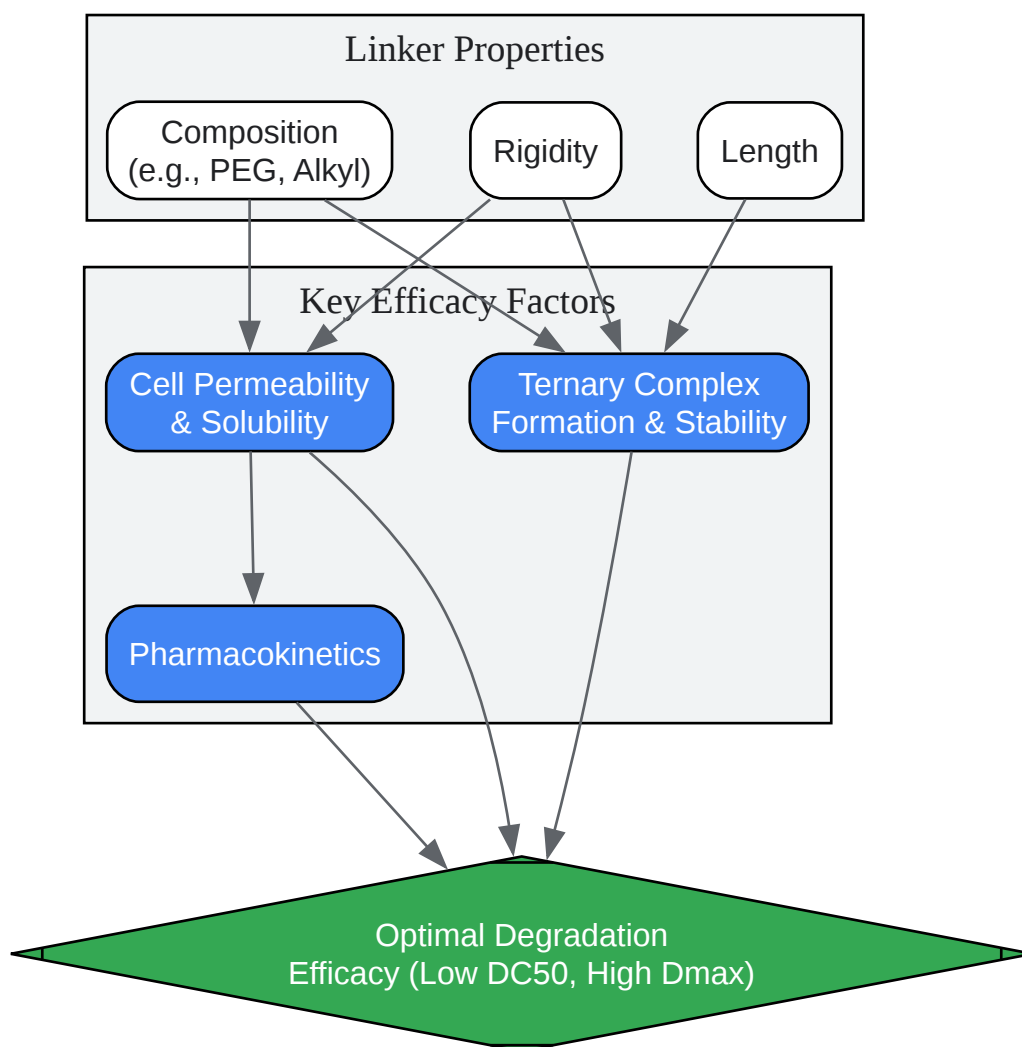 Linker Properties
Composition
(e.g., PEG, Alkyl)
Rigidity
Length
Key Efficacy Factors
Cell Permeability
& Solubility
Ternary Complex
Formation & Stability
Pharmacokinetics
Optimal Degradation
Efficacy (Low DC50, High Dmax)